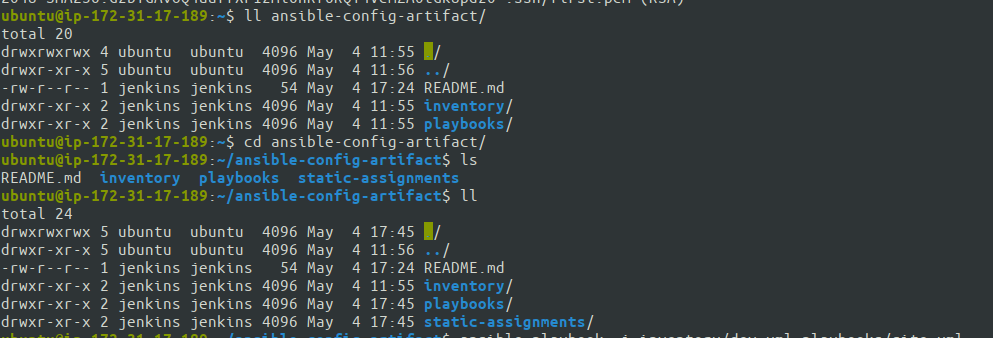 ubuntu@ip-172-31-17-189:~$ ll ansible-config-artifact/
total 20
drwxrwxrwx 4 ubuntu  ubuntu  4096 May  4 11:55 ./
drwxr-xr-x 5 ubuntu  ubuntu  4096 May  4 11:56 ../
-rw-r--r-- 1 jenkins jenkins   54 May  4 17:24 README.md
drwxr-xr-x 2 jenkins jenkins 4096 May  4 11:55 inventory/
drwxr-xr-x 2 jenkins jenkins 4096 May  4 11:55 playbooks/
ubuntu@ip-172-31-17-189:~$ cd ansible-config-artifact/
ubuntu@ip-172-31-17-189:~/ansible-config-artifact$ ls
README.md  inventory  playbooks  static-assignments
ubuntu@ip-172-31-17-189:~/ansible-config-artifact$ ll
total 24
drwxrwxrwx 5 ubuntu  ubuntu  4096 May  4 17:45 ./
drwxr-xr-x 5 ubuntu  ubuntu  4096 May  4 11:56 ../
-rw-r--r-- 1 jenkins jenkins   54 May  4 17:24 README.md
drwxr-xr-x 2 jenkins jenkins 4096 May  4 11:55 inventory/
drwxr-xr-x 2 jenkins jenkins 4096 May  4 17:45 playbooks/
drwxr-xr-x 2 jenkins jenkins 4096 May  4 17:45 static-assignments/